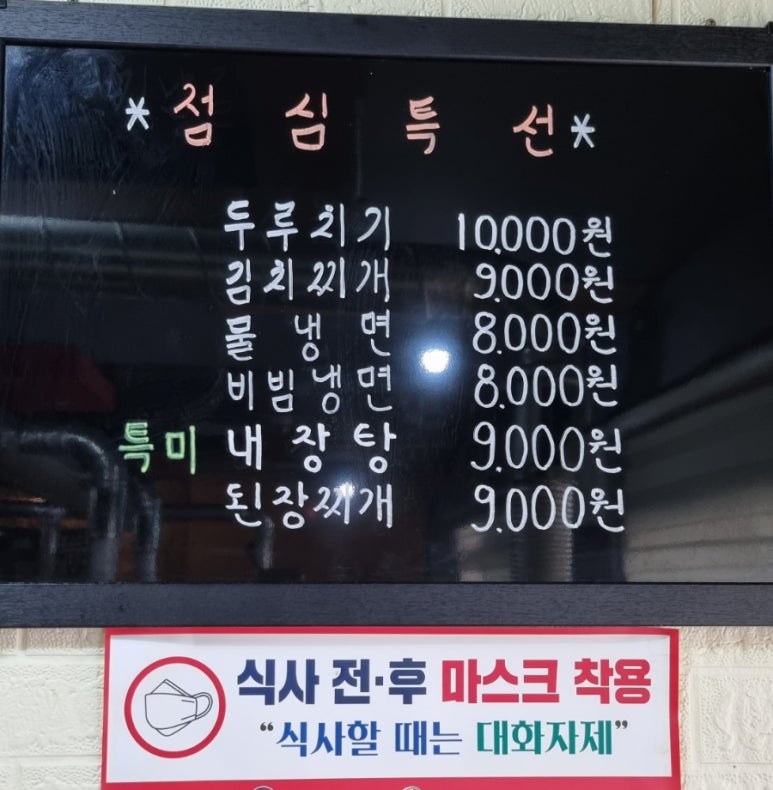 *점 심 특 선*
두루치기 10,000원
김치찌개 9,000원
물 냉 면 8,000원
비빔냉면 8,000원
특미 내 장 탕 9,000원
된장찌개 9,000원
식사 전·후 마스크 착용
“식사할 때는 대화자제”